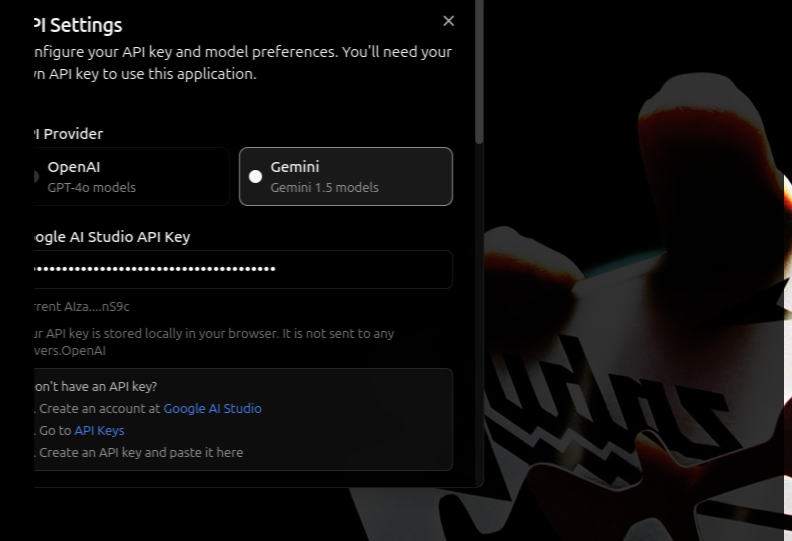 PI Settings
nfigure your API key and model preferences. You'll need your
vn API key to use this application.
PI Provider
OpenAI
GPT-4o models
Gemini
Gemini 1.5 models
oogle AI Studio API Key
••••••••••••••••••••••••••••••••••••••
rrent AIza....nS9c
ur API key is stored locally in your browser. It is not sent to any
vers.OpenAI
on't have an API key?
. Create an account at Google AI Studio
. Go to API Keys
. Create an API key and paste it here